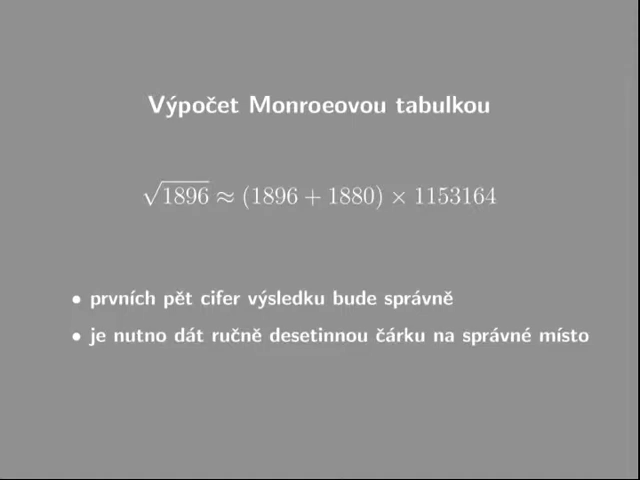 Výpočet Monroeovou tabulkou
√1896 ≈ (1896 + 1880) × 1153164
• prvních pět cifer výsledku bude správně
• je nutno dát ručně desetinnou čárku na správné místo